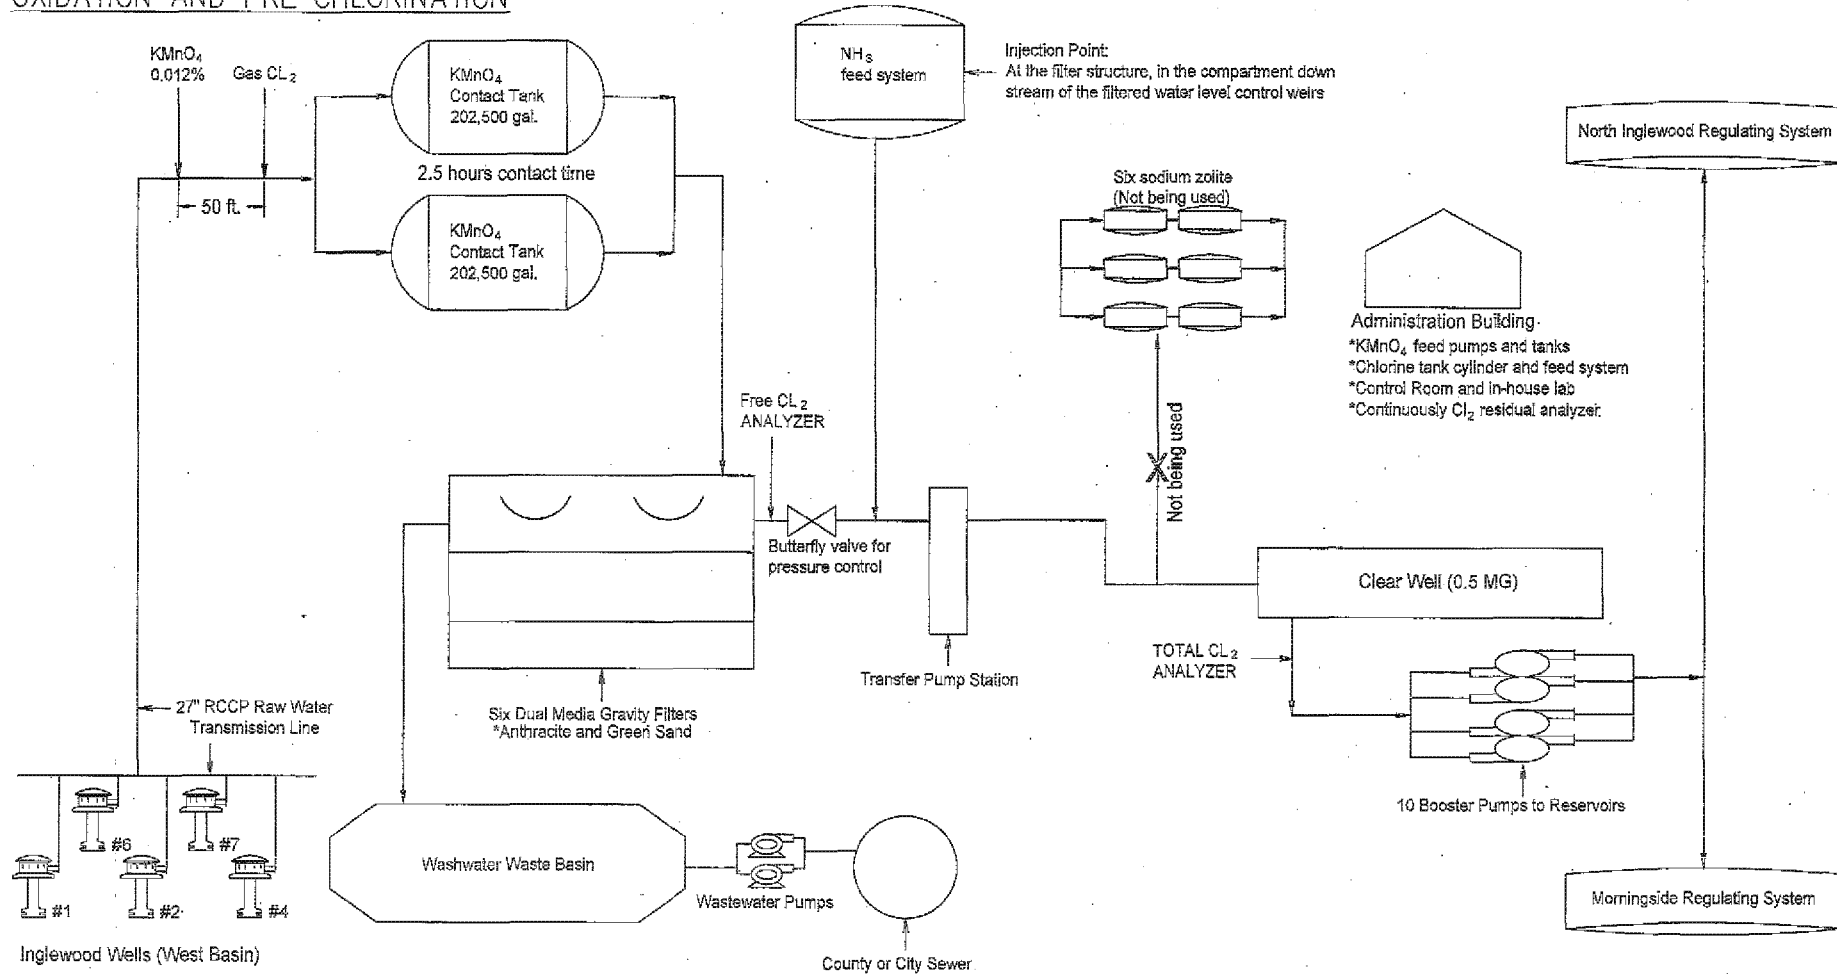 OXIDATION AND PRE CHLORINATION
KMnO₄
0.012%
Gas CL₂
50 ft.
KMnO₄
Contact Tank
202,500 gal.
2.5 hours contact time
KMnO₄
Contact Tank
202,500 gal.
NH₃
feed system
Injection Point:
At the filter structure, in the compartment down
stream of the filtered water level control weirs
North Inglewood Regulating System
Six sodium zolite
(Not being used)
Administration Building
*KMnO₄ feed pumps and tanks
*Chlorine tank cylinder and feed system
*Control Room and in-house lab
*Continuously Cl₂ residual analyzer.
Free CL₂
ANALYZER
X
Not being used
Butterfly valve for
pressure control
Clear Well (0.5 MG)
TOTAL CL₂
ANALYZER
Transfer Pump Station
27" RCCP Raw Water
Transmission Line
Six Dual Media Gravity Filters
*Anthracite and Green Sand
10 Booster Pumps to Reservoirs
#6
#7
#1
#2
#4
Washwater Waste Basin
Wastewater Pumps
Morningside Regulating System
Inglewood Wells (West Basin)
County or City Sewer